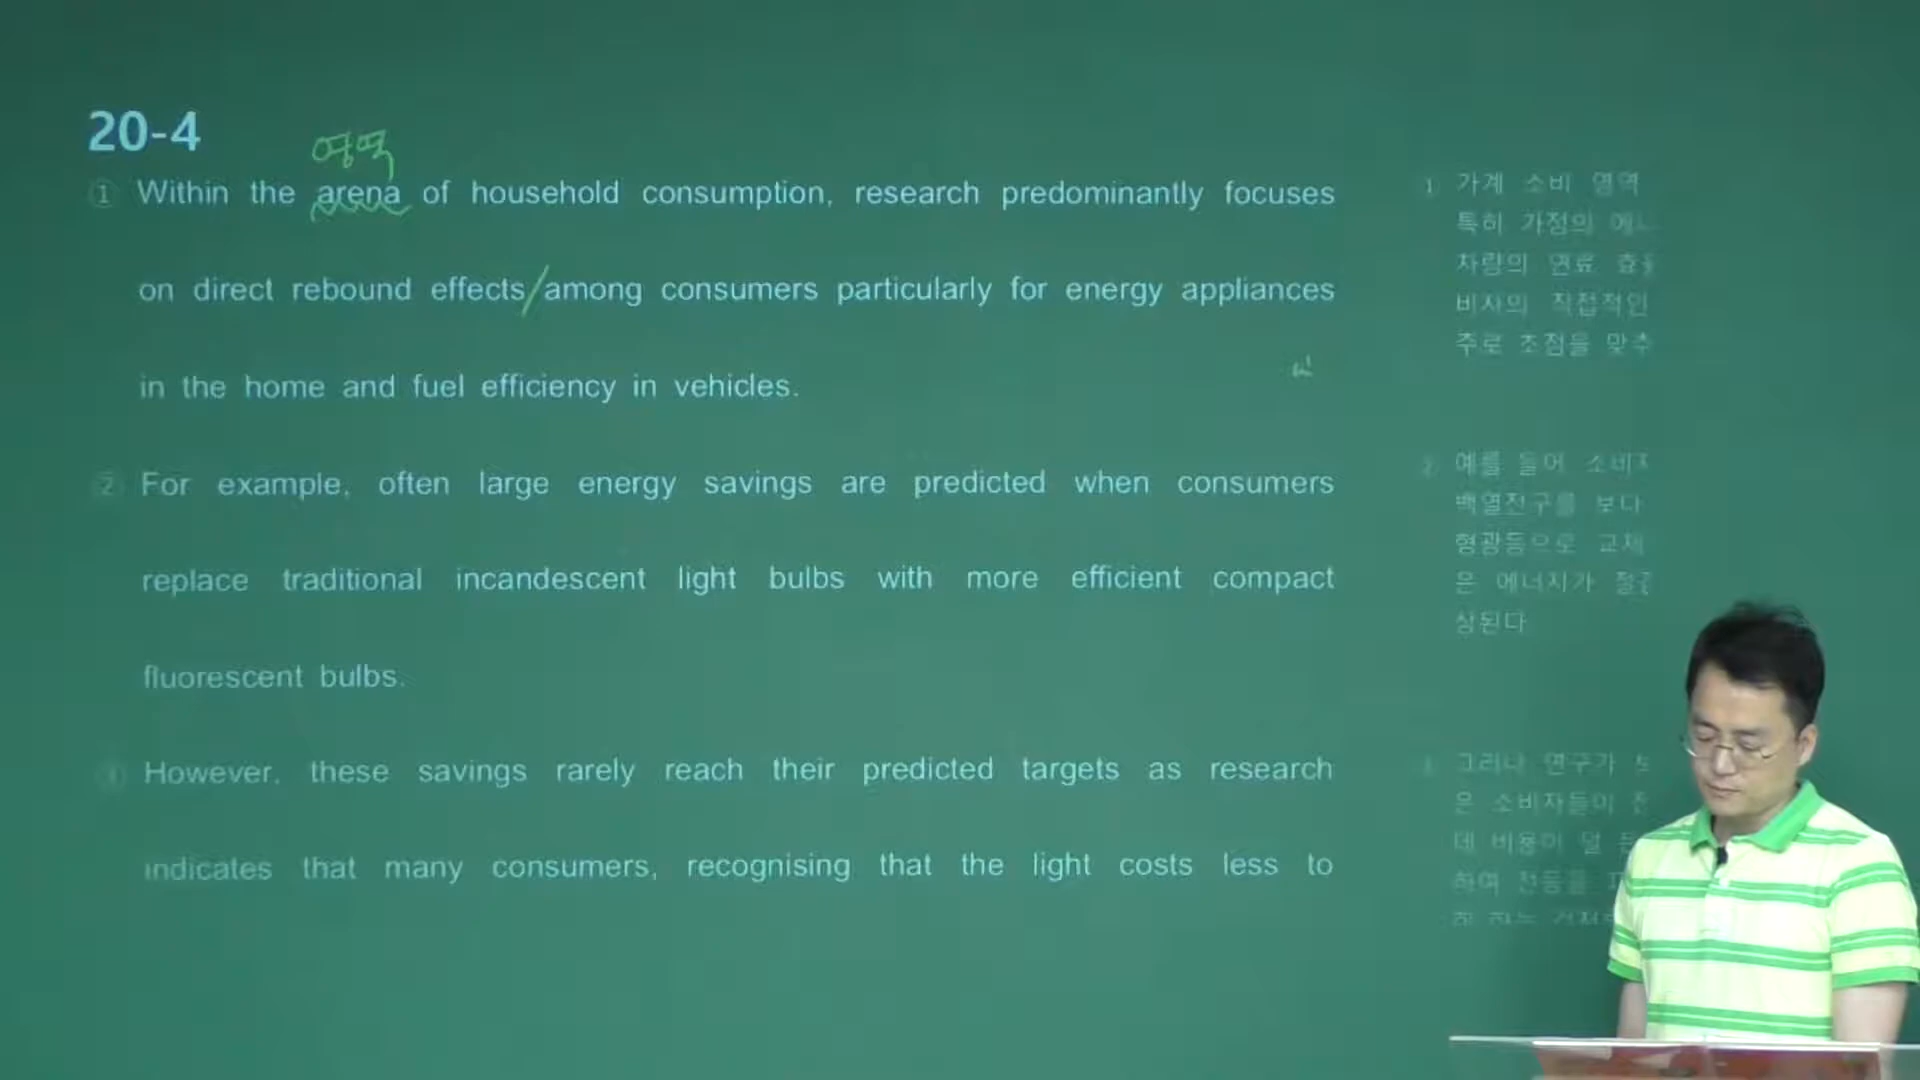 20-4
영역
① Within the arena of household consumption, research predominantly focuses
on direct rebound effects/among consumers particularly for energy appliances
in the home and fuel efficiency in vehicles.
② For example, often large energy savings are predicted when consumers
replace traditional incandescent light bulbs with more efficient compact
fluorescent bulbs.
③ However, these savings rarely reach their predicted targets as research
indicates that many consumers, recognising that the light costs less to
1 가계 소비 영역
특히 가정의
차량의 연료
비자의 직접적인
주로 초점을 맞추
2 예를 들어 소비자
백열전구를 보다
형광등으로 교체
은 에너지가
상된다
그러나 연구가
은 소비자들이
데 비용이 덜
하여 전등을